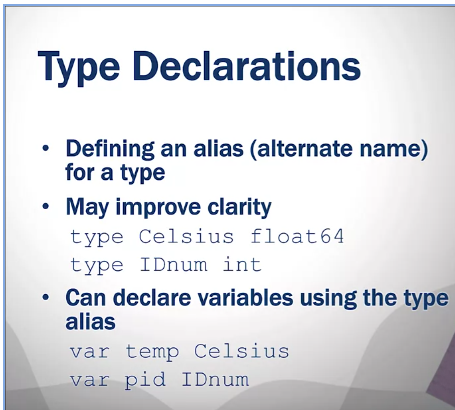 Type Declarations
• Defining an alias (alternate name)
for a type
• May improve clarity
type Celsius float64
type IDnum int
• Can declare variables using the type
alias
var temp Celsius
var pid IDnum